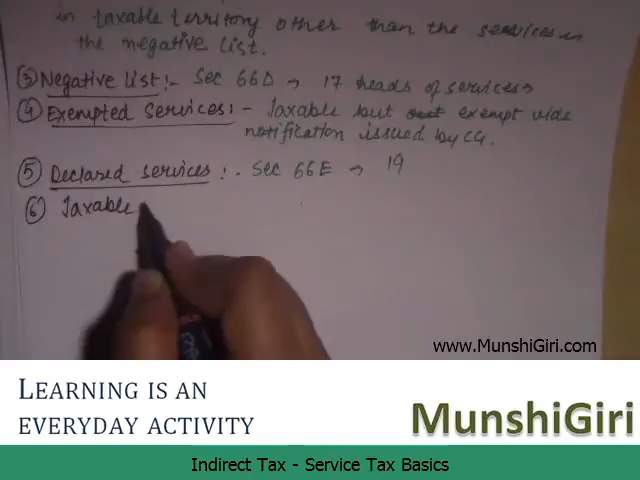 in taxable territory other than the services in
the negative list.
③ Negative List :- Sec 66D → 17 heads of services →
④ Exempted Services :- Taxable but exempt vide
notification issued by CG.
⑤ Declared services :- Sec 66E → 19
⑥ Taxable
www.MunshiGiri.com
LEARNING IS AN
EVERYDAY ACTIVITY
MunshiGiri
Indirect Tax - Service Tax Basics